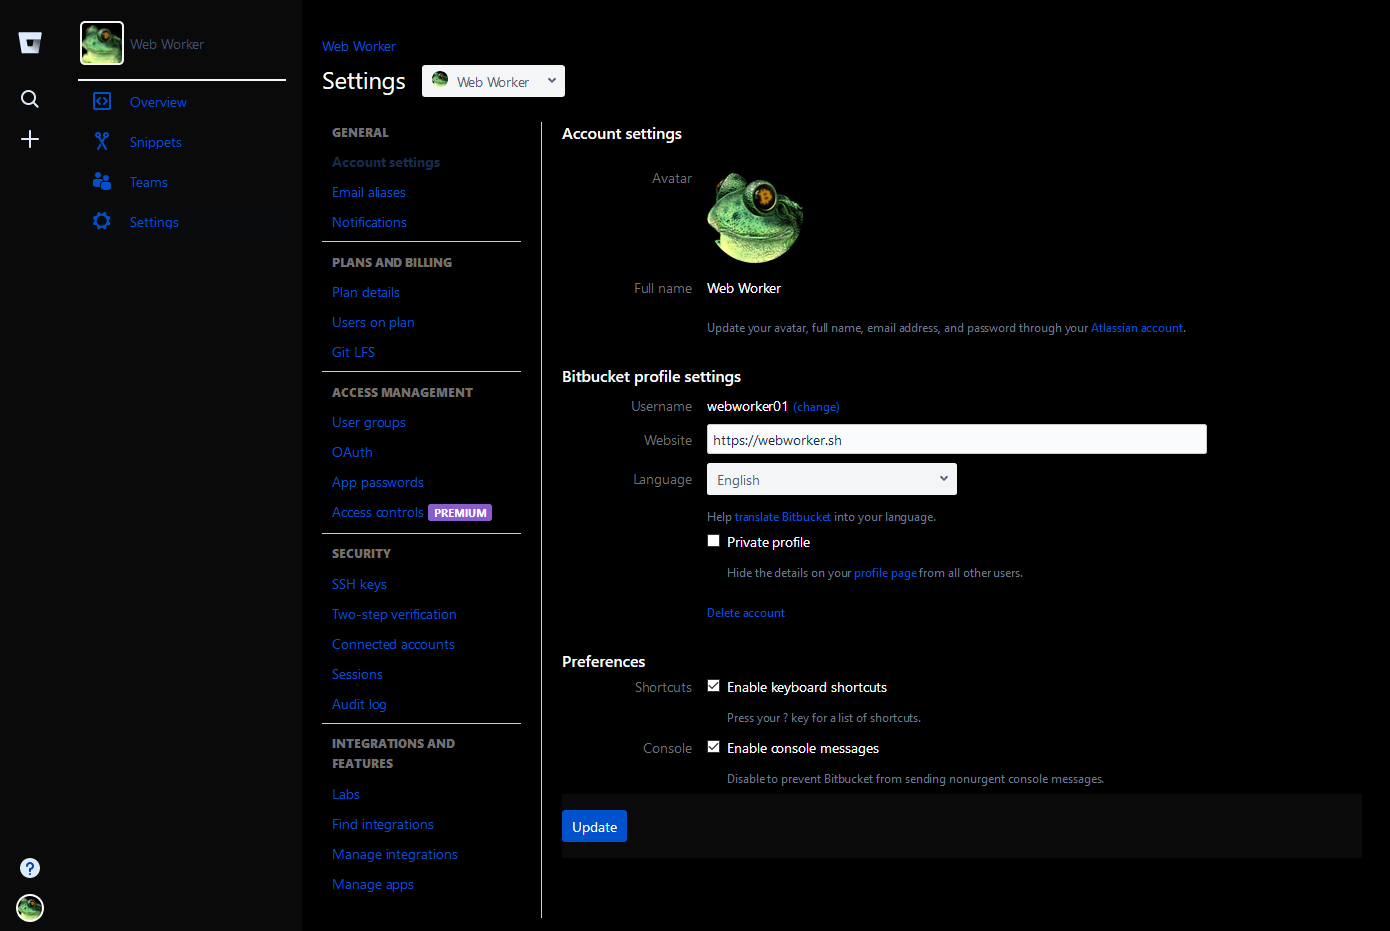 Web Worker
Overview
Snippets
Teams
Settings
?
Web Worker
Settings
Web Worker
GENERAL
Account settings
Email aliases
Notifications
PLANS AND BILLING
Plan details
Users on plan
Git LFS
ACCESS MANAGEMENT
User groups
OAuth
App passwords
Access controls PREMIUM
SECURITY
SSH keys
Two-step verification
Connected accounts
Sessions
Audit log
INTEGRATIONS AND
FEATURES
Labs
Find integrations
Manage integrations
Manage apps
Account settings
Avatar
Full name Web Worker
Update your avatar, full name, email address, and password through your Atlassian account.
Bitbucket profile settings
Username webworker01 (change)
Website https://webworker.sh
Language English
Help translate Bitbucket into your language.
Private profile
Hide the details on your profile page from all other users.
Delete account
Preferences
Shortcuts Enable keyboard shortcuts
Press your ? key for a list of shortcuts.
Console Enable console messages
Disable to prevent Bitbucket from sending nonurgent console messages.
Update